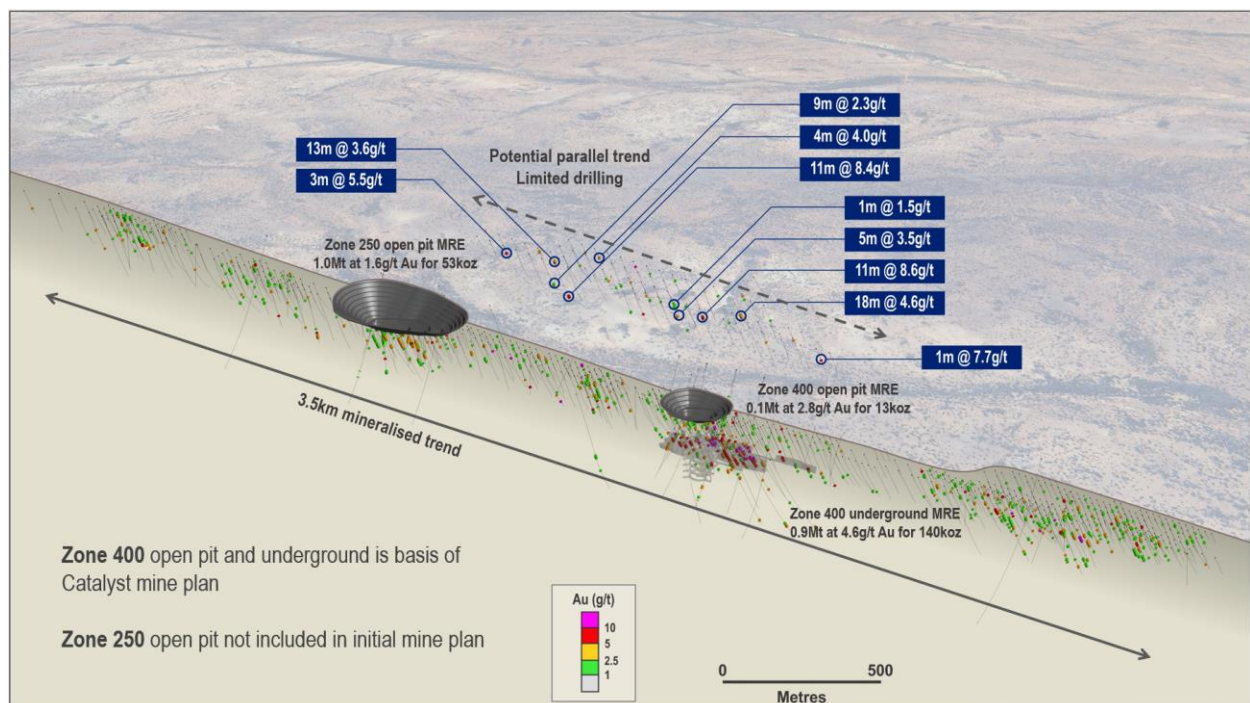 9m @ 2.3g/t
4m @ 4.0g/t
11m @ 8.4g/t
13m @ 3.6g/t
3m @ 5.5g/t
Potential parallel trend
Limited drilling
1m @ 1.5g/t
5m @ 3.5g/t
11m @ 8.6g/t
18m @ 4.6g/t
Zone 250 open pit MRE
1.0Mt at 1.6g/t Au for 53koz
1m @ 7.7g/t
Zone 400 open pit MRE
0.1Mt at 2.8g/t Au for 13koz
3.5km mineralised trend
Zone 400 underground MRE
0.9Mt at 4.6g/t Au for 140koz
Zone 400 open pit and underground is basis of
Catalyst mine plan
Zone 250 open pit not included in initial mine plan
Au (g/t)
10
5
2.5
1
0 500
Metres